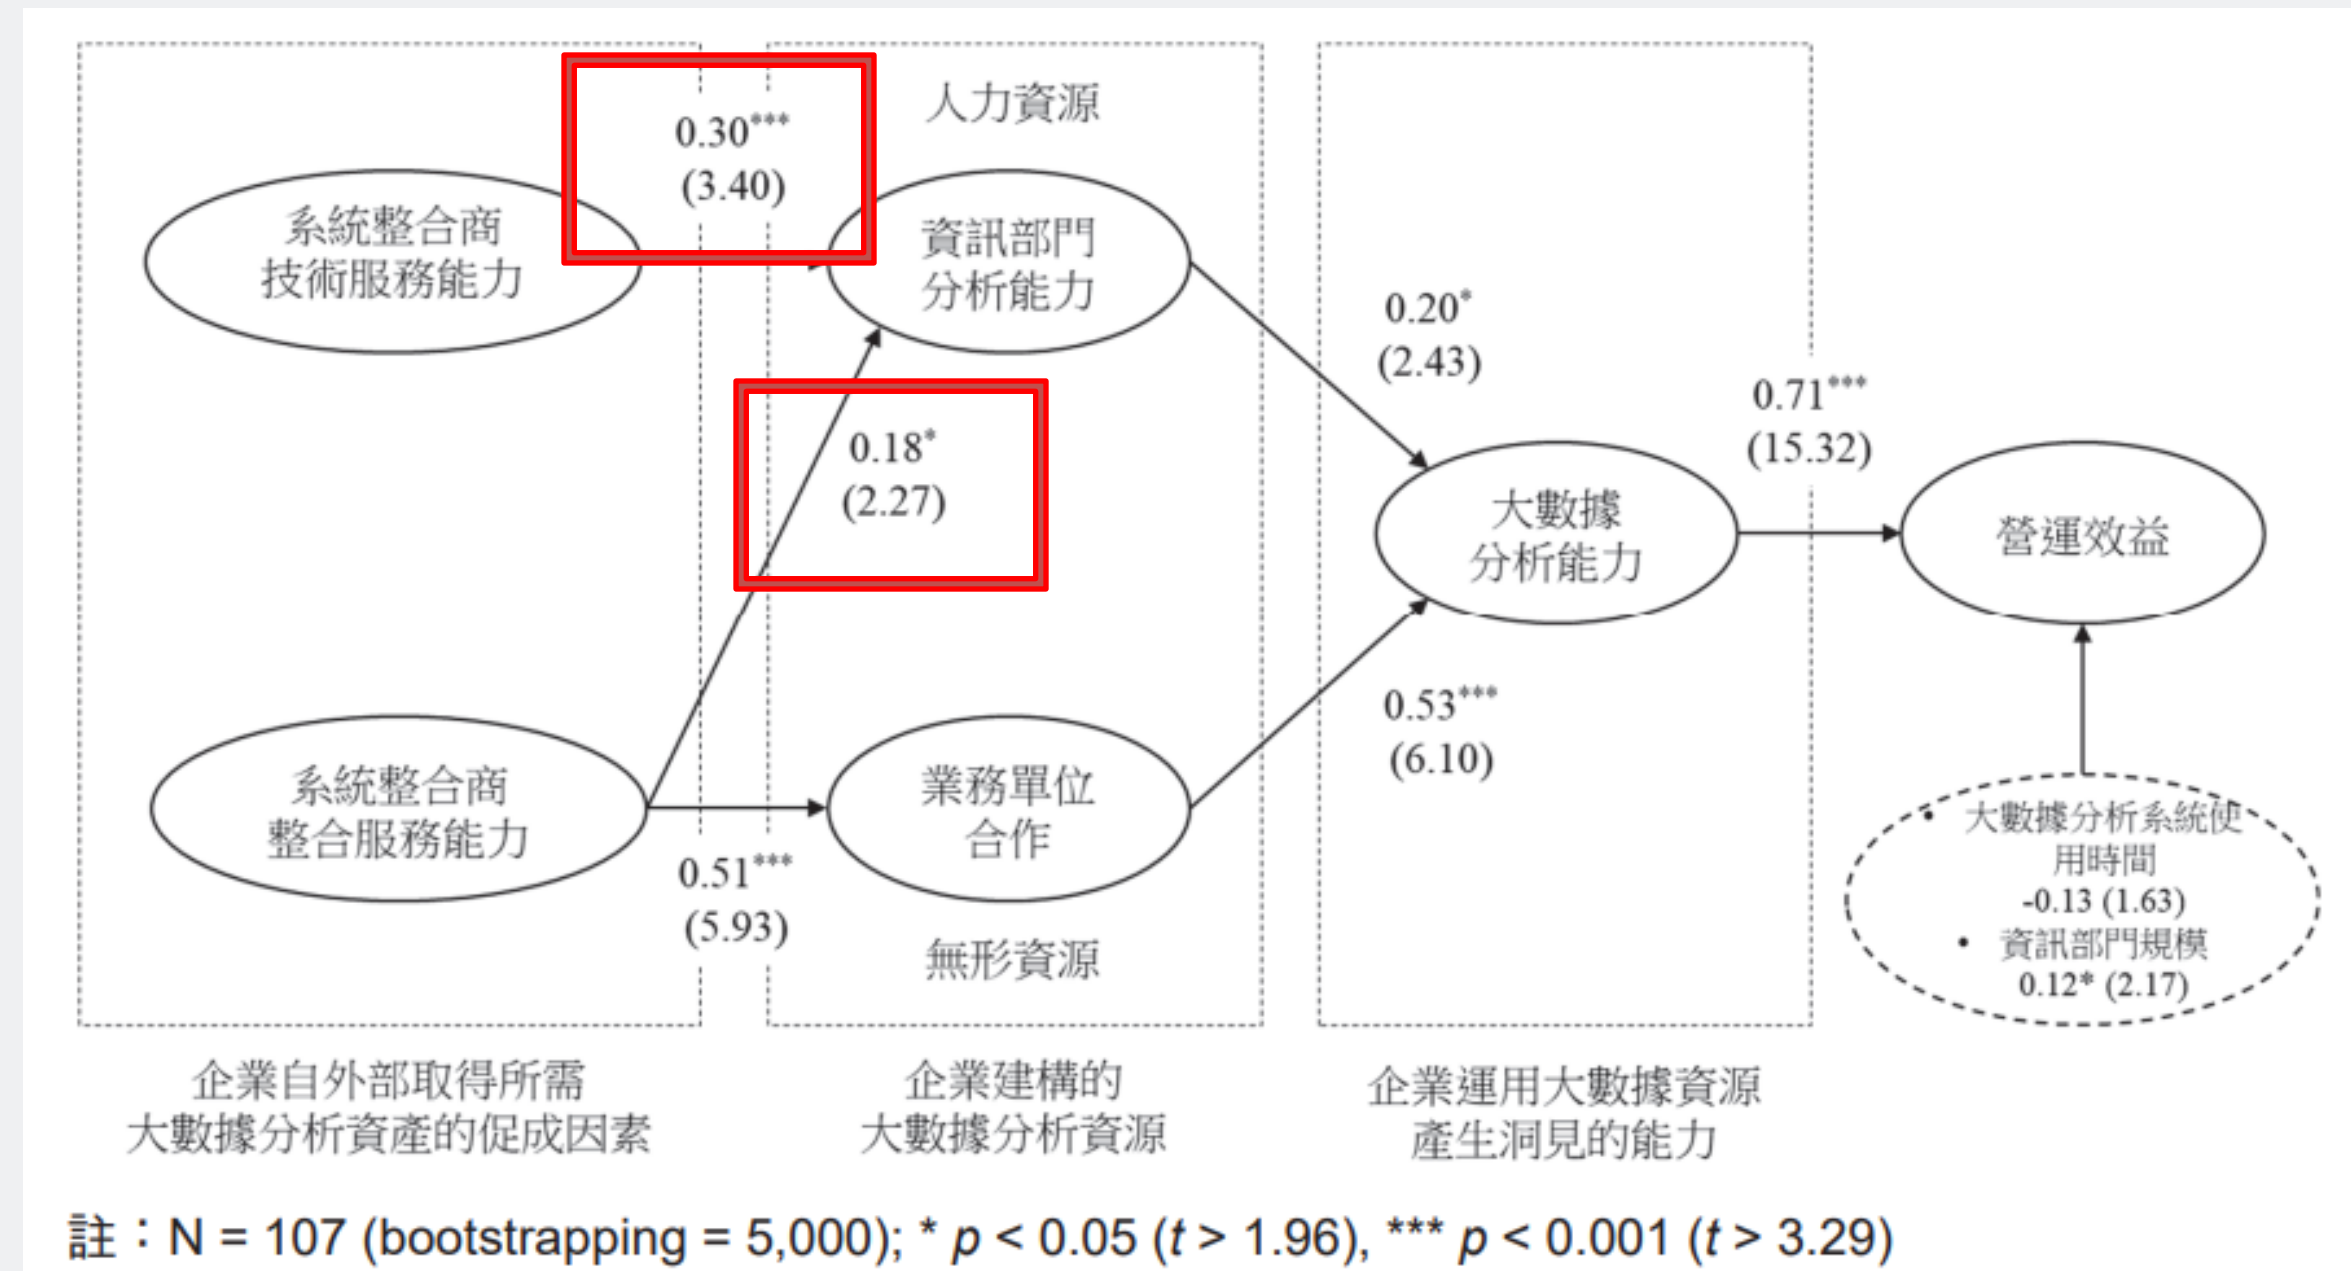 人力資源
0.30***
(3.40)
系統整合商
技術服務能力
資訊部門
分析能力
0.20*
(2.43)
0.18*
(2.27)
0.71***
(15.32)
大數據
分析能力
營運效益
0.53***
(6.10)
系統整合商
整合服務能力
業務單位
合作
0.51***
(5.93)
無形資源
• 大數據分析系統使
用時間
-0.13 (1.63)
• 資訊部門規模
0.12* (2.17)
企業自外部取得所需
大數據分析資產的促成因素
企業建構的
大數據分析資源
企業運用大數據資源
產生洞見的能力
註：N = 107 (bootstrapping = 5,000); * p < 0.05 (t > 1.96), *** p < 0.001 (t > 3.29)